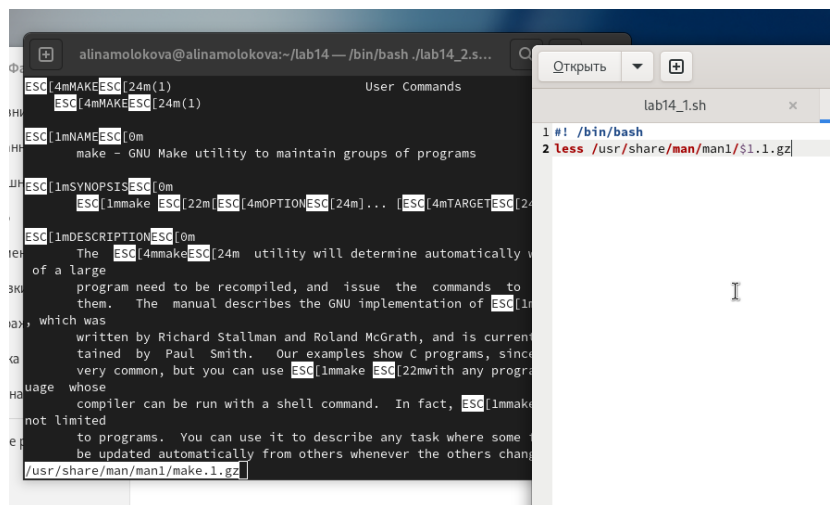 alinamolokova@alinamolokova:~/lab14 — /bin/bash ./lab14_2.s...
ESC[4mMAKEESC[24m(1) User Commands
ESC[4mMAKEESC[24m(1)
ESC[1mNAMEESC[0m
make - GNU Make utility to maintain groups of programs
ESC[1mSYNOPSISESC[0m
ESC[1mmake ESC[22m[ESC[4mOPTIONESC[24m]... [ESC[4mTARGETESC[24
ESC[1mDESCRIPTIONESC[0m
The ESC[4mmakeESC[24m utility will determine automatically w
of a large
program need to be recompiled, and issue the commands to
them. The manual describes the GNU implementation of ESC[1m
, which was
written by Richard Stallman and Roland McGrath, and is current
tained by Paul Smith. Our examples show C programs, since
very common, but you can use ESC[1mmake ESC[22mwith any progra
uage whose
compiler can be run with a shell command. In fact, ESC[1mmake
not limited
to programs. You can use it to describe any task where some f
be updated automatically from others whenever the others chang
/usr/share/man/man1/make.1.gz
Открыть
lab14_1.sh ×
1 #! /bin/bash
2 less /usr/share/man/man1/$1.1.gz